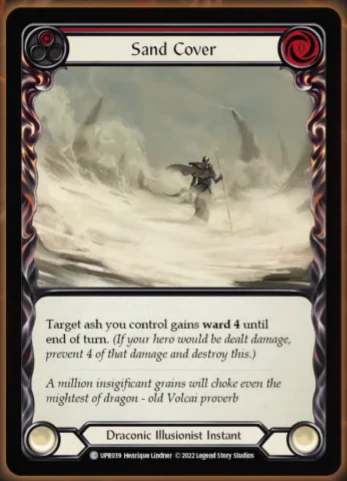 Sand Cover
Target ash you control gains ward 4 until
end of turn. (If your hero would be dealt damage,
prevent 4 of that damage and destroy this.)
A million insigificant grains will choke even the
mightest of dragon - old Volcai proverb
Draconic Illusionist Instant
C UPR039 Henrique Lindner © 2022 Legend Story Studios